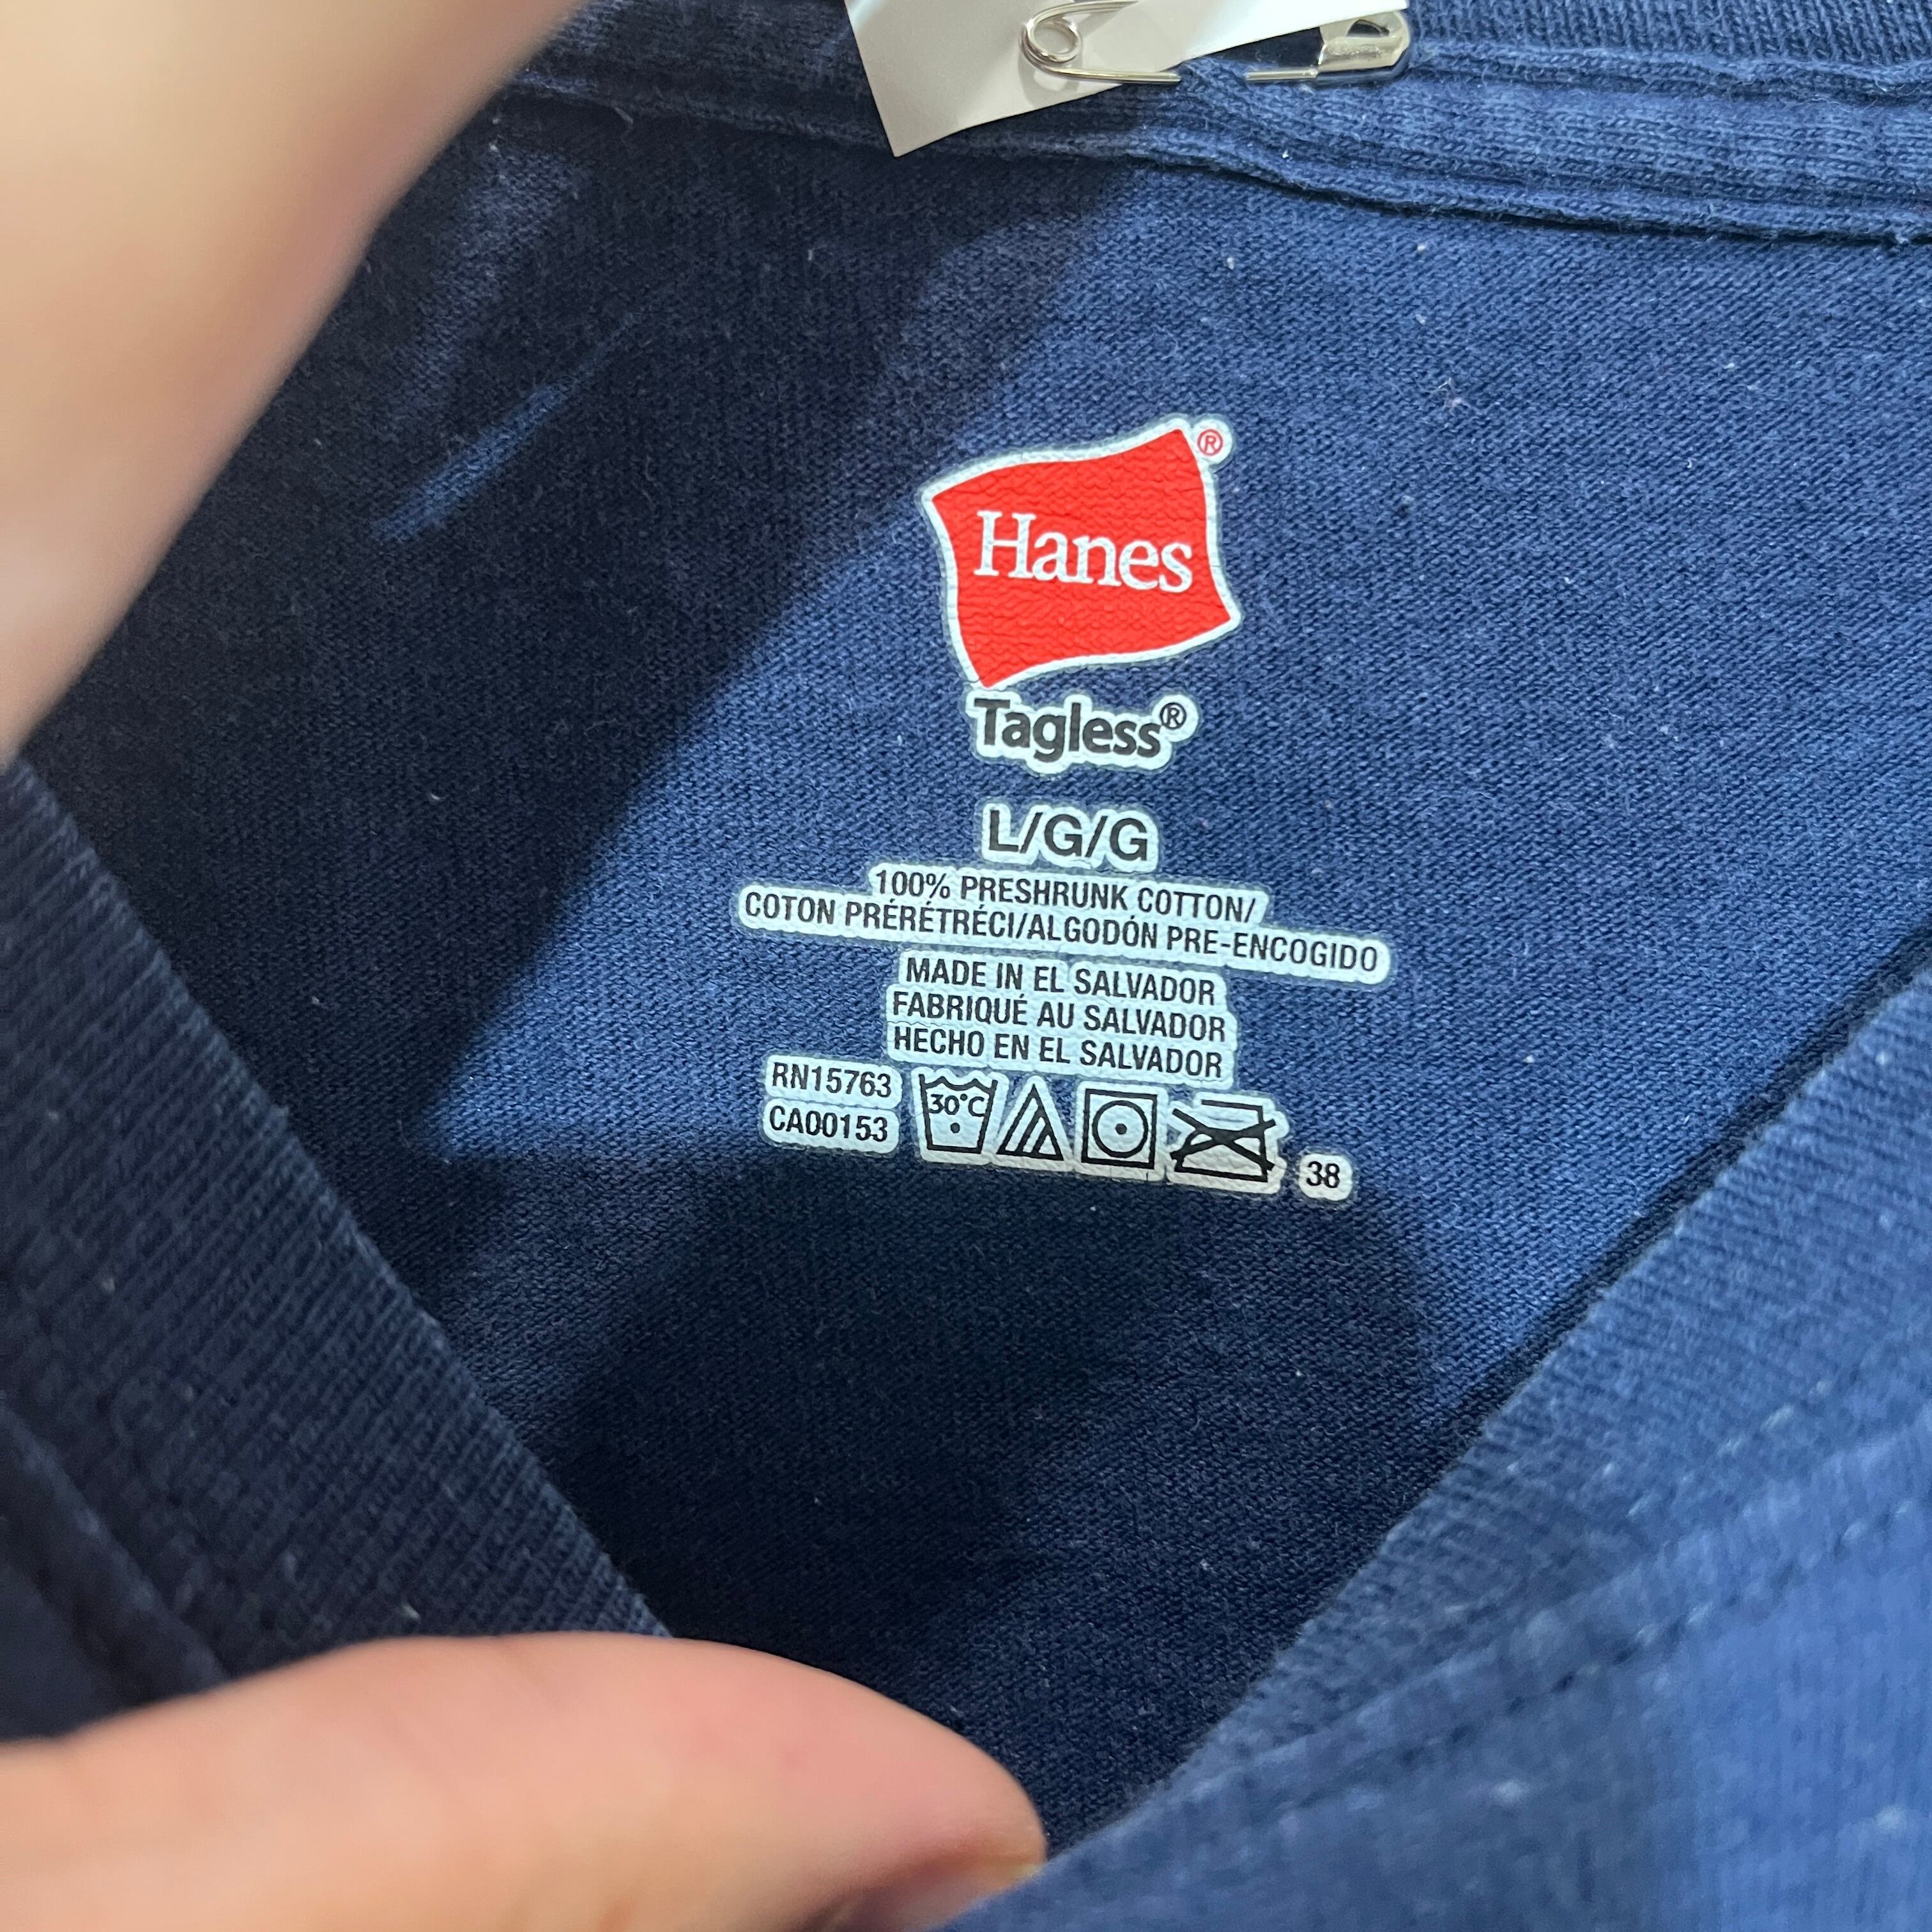 Hanes®
Tagless®
L/G/G
100% PRESHRUNK COTTON/
COTON PRÉRÉTRÉCI/ALGODÓN PRE-ENCOGIDO
MADE IN EL SALVADOR
FABRIQUÉ AU SALVADOR
HECHO EN EL SALVADOR
RN15763
CA00153
30°C
38